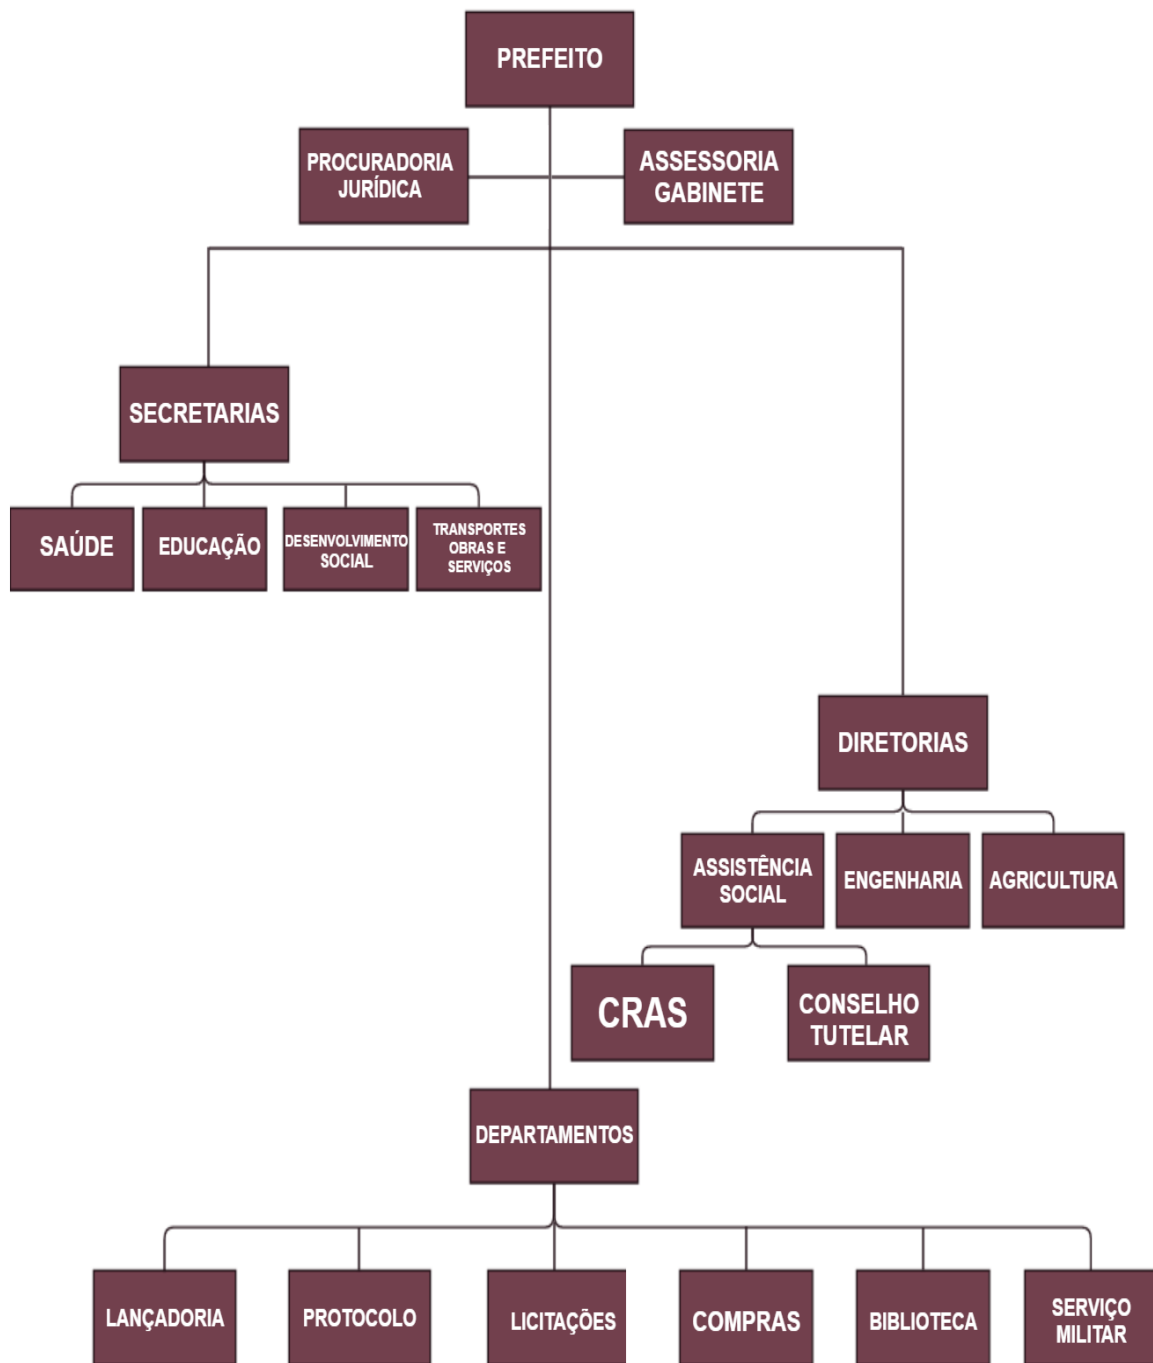 PREFEITO
PROCURADORIA
JURÍDICA
ASSESSORIA
GABINETE
SECRETARIAS
SAÚDE
EDUCAÇÃO
DESENVOLVIMENTO
SOCIAL
TRANSPORTES
OBRAS E
SERVIÇOS
DIRETORIAS
ASSISTÊNCIA
SOCIAL
ENGENHARIA
AGRICULTURA
CRAS
CONSELHO
TUTELAR
DEPARTAMENTOS
LANÇADORIA
PROTOCOLO
LICITAÇÕES
COMPRAS
BIBLIOTECA
SERVIÇO
MILITAR